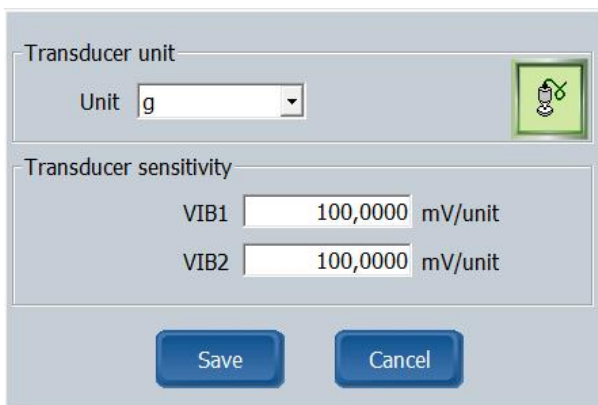 Transducer unit
Unit g
Transducer sensitivity
VIB1 100,0000 mV/unit
VIB2 100,0000 mV/unit
Save Cancel